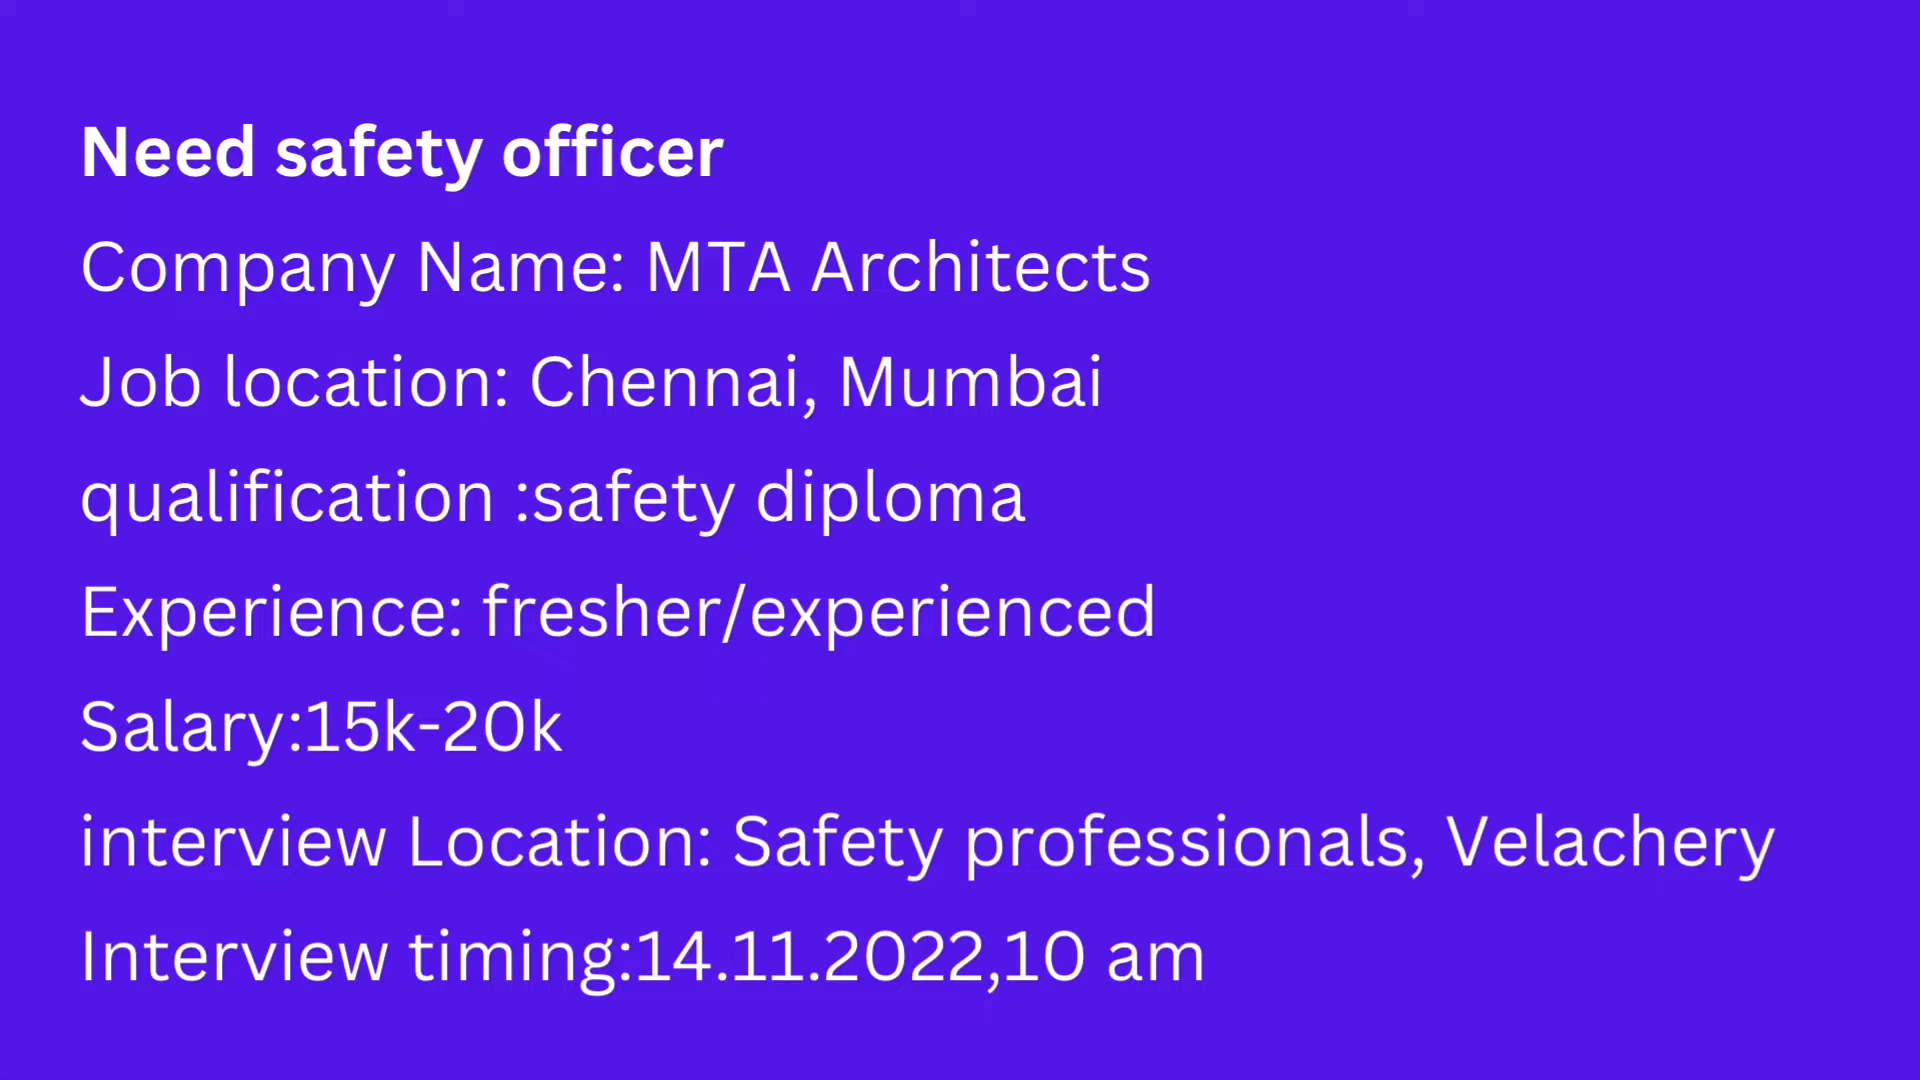 Need safety officer
Company Name: MTA Architects
Job location: Chennai, Mumbai
qualification :safety diploma
Experience: fresher/experienced
Salary:15k-20k
interview Location: Safety professionals, Velachery
Interview timing:14.11.2022,10 am